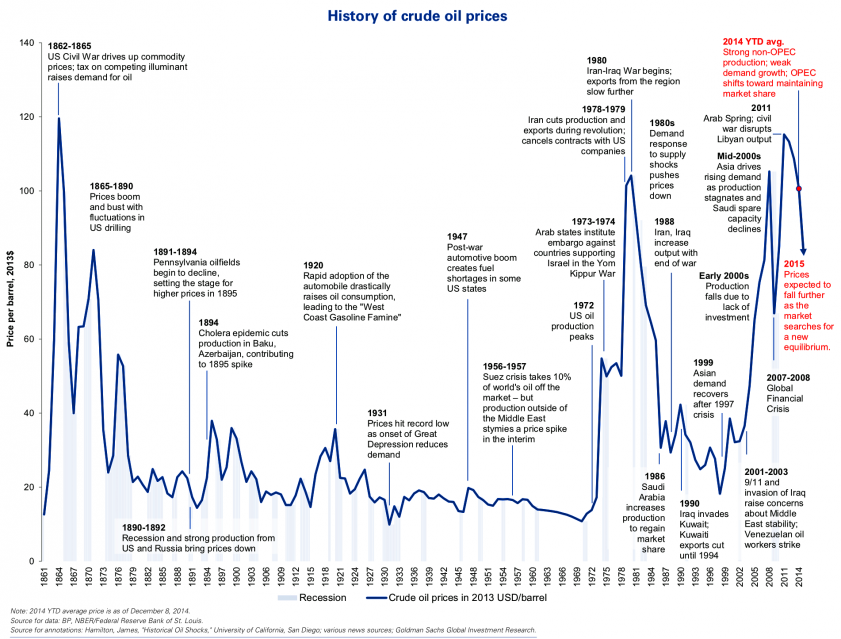 History of crude oil prices
Price per barrel, 2013$
140
120
100
80
60
40
20
0
1862-1865
US Civil War drives up commodity
prices; tax on competing illuminant
raises demand for oil
1865-1890
Prices boom
and bust with
fluctuations in
US drilling
1890-1892
Recession and strong production from
US and Russia bring prices down
1891-1894
Pennsylvania oilfields
begin to decline,
setting the stage for
higher prices in 1895
1894
Cholera epidemic cuts
production in Baku,
Azerbaijan, contributing
to 1895 spike
1920
Rapid adoption of the
automobile drastically
raises oil consumption,
leading to the "West
Coast Gasoline Famine"
1931
Prices hit record low
as onset of Great
Depression reduces
demand
1947
Post-war
automotive boom
creates fuel
shortages in some
US states
1956-1957
Suez crisis takes 10%
of world's oil off the
market – but
production outside of
the Middle East
stymies a price spike
in the interim
1972
US oil
production
peaks
1973-1974
Arab states institute
embargo against
countries supporting
Israel in the Yom
Kippur War
1978-1979
Iran cuts production and
exports during revolution;
cancels contracts with US
companies
1980
Iran-Iraq War begins;
exports from the region
slow further
1980s
Demand
response
to supply
shocks
pushes
prices
down
1986
Saudi
Arabia
increases
production
to regain
market
share
1988
Iran, Iraq
increase
output with
end of war
1990
Iraq invades
Kuwait;
Kuwaiti
exports cut
until 1994
1999
Asian
demand
recovers
after 1997
crisis
Early 2000s
Production
falls due to
lack of
investment
2001-2003
9/11 and
invasion of Iraq
raise concerns
about Middle
East stability;
Venezuelan oil
workers strike
Mid-2000s
Asia drives
rising demand
as production
stagnates and
Saudi spare
capacity
declines
2007-2008
Global
Financial
Crisis
2011
Arab Spring; civil
war disrupts
Libyan output
2014 YTD avg.
Strong non-OPEC
production; weak
demand growth; OPEC
shifts toward maintaining
market share
2015
Prices
expected to
fall further
as the
market
searches for
a new
equilibrium.
1861 1864 1867 1870 1873 1876 1879 1882 1885 1888 1891 1894 1897 1900 1903 1906 1909 1912 1915 1918 1921 1924 1927 1930 1933 1936 1939 1942 1945 1948 1951 1954 1957 1960 1963 1966 1969 1972 1975 1978 1981 1984 1987 1990 1993 1996 1999 2002 2005 2008 2011 2014
Recession
Crude oil prices in 2013 USD/barrel
Note: 2014 YTD average price is as of December 8, 2014.
Source for data: BP, NBER/Federal Reserve Bank of St. Louis.
Source for annotations: Hamilton, James, "Historical Oil Shocks," University of California, San Diego; various news sources; Goldman Sachs Global Investment Research.